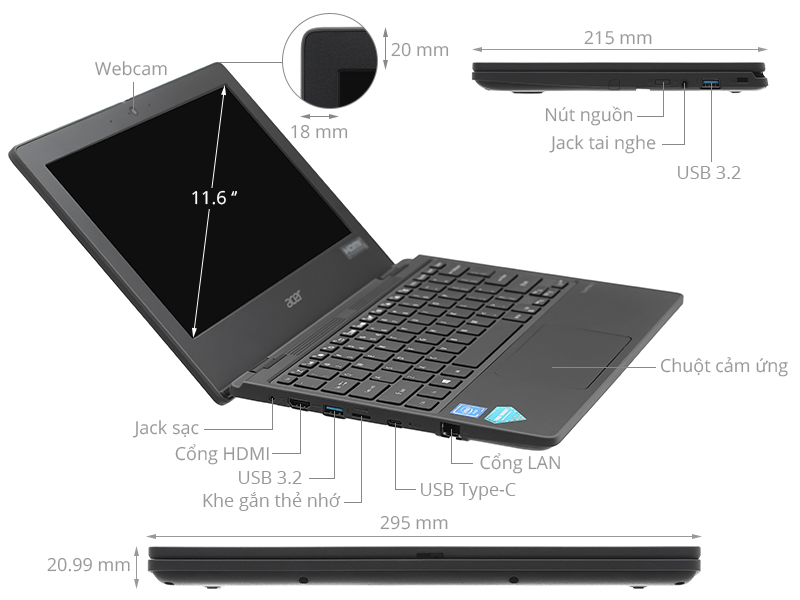 20 mm
215 mm
Webcam
18 mm
Nút nguồn
Jack tai nghe
USB 3.2
11.6 “
HDMI
acer
Chuột cảm ứng
Jack sạc
Cổng HDMI
USB 3.2
Khe gắn thẻ nhớ
USB Type-C
Cổng LAN
295 mm
20.99 mm